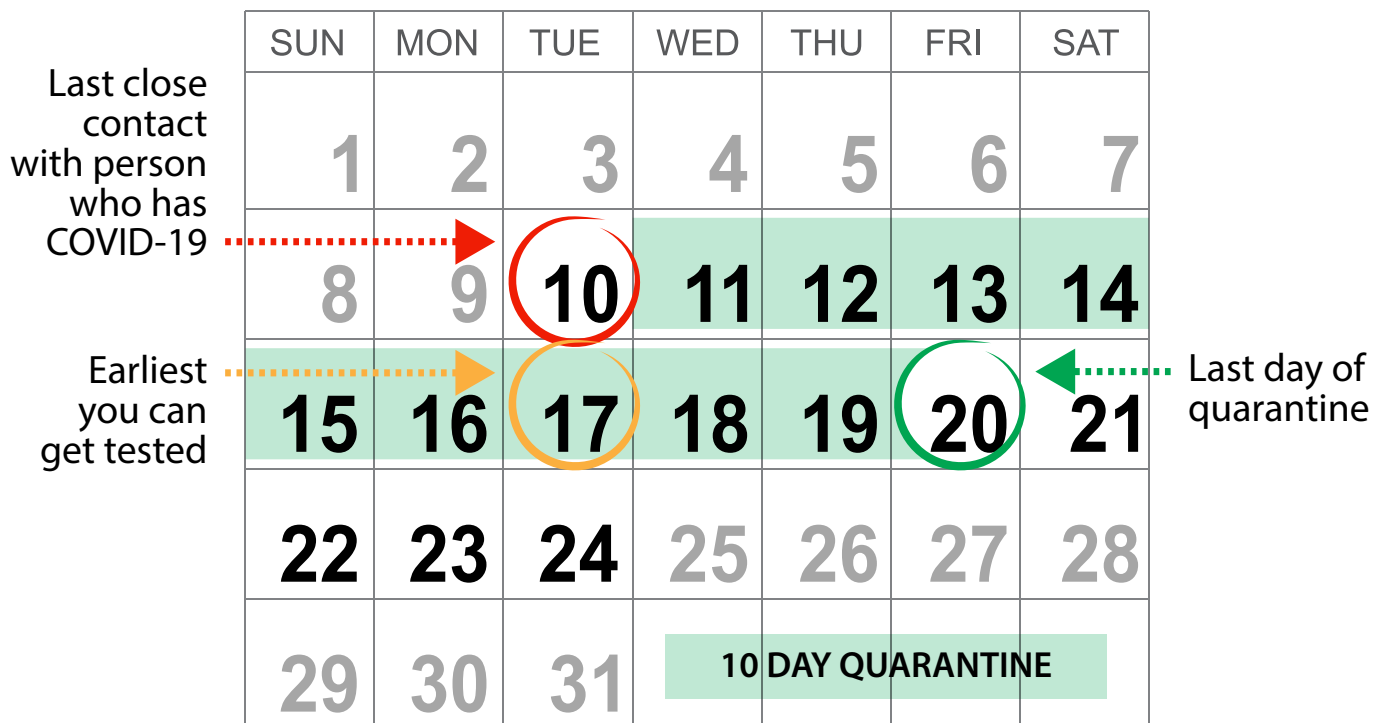 SUN MON TUE WED THU FRI SAT
Last close
contact
with person
who has
COVID-19
1 2 3 4 5 6 7
8 9 10 11 12 13 14
Earliest
you can
get tested
15 16 17 18 19 20 21
Last day of
quarantine
22 23 24 25 26 27 28
29 30 31
10 DAY QUARANTINE